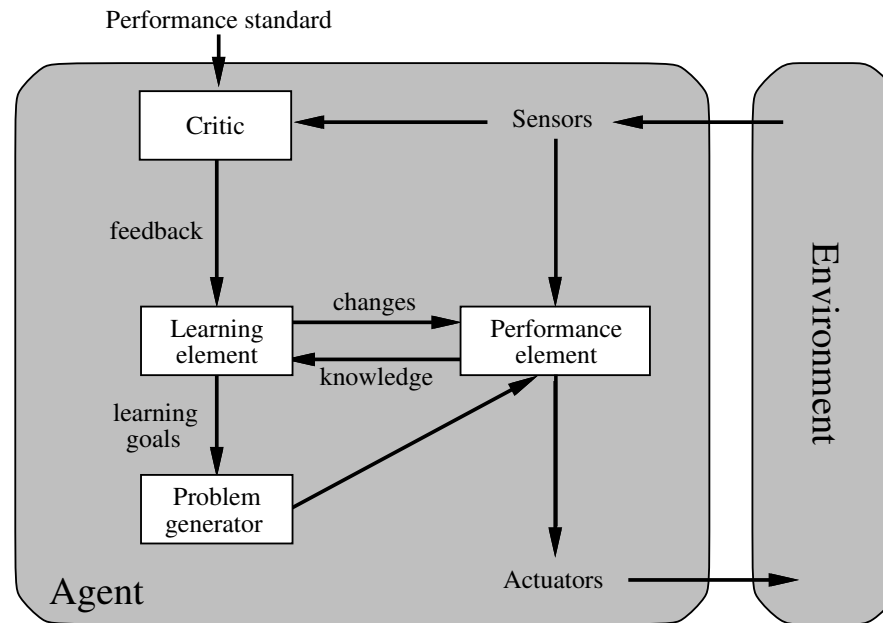 Performance standard
Critic
Sensors
feedback
changes
Learning
element
Performance
element
knowledge
learning
goals
Problem
generator
Actuators
Agent
Environment